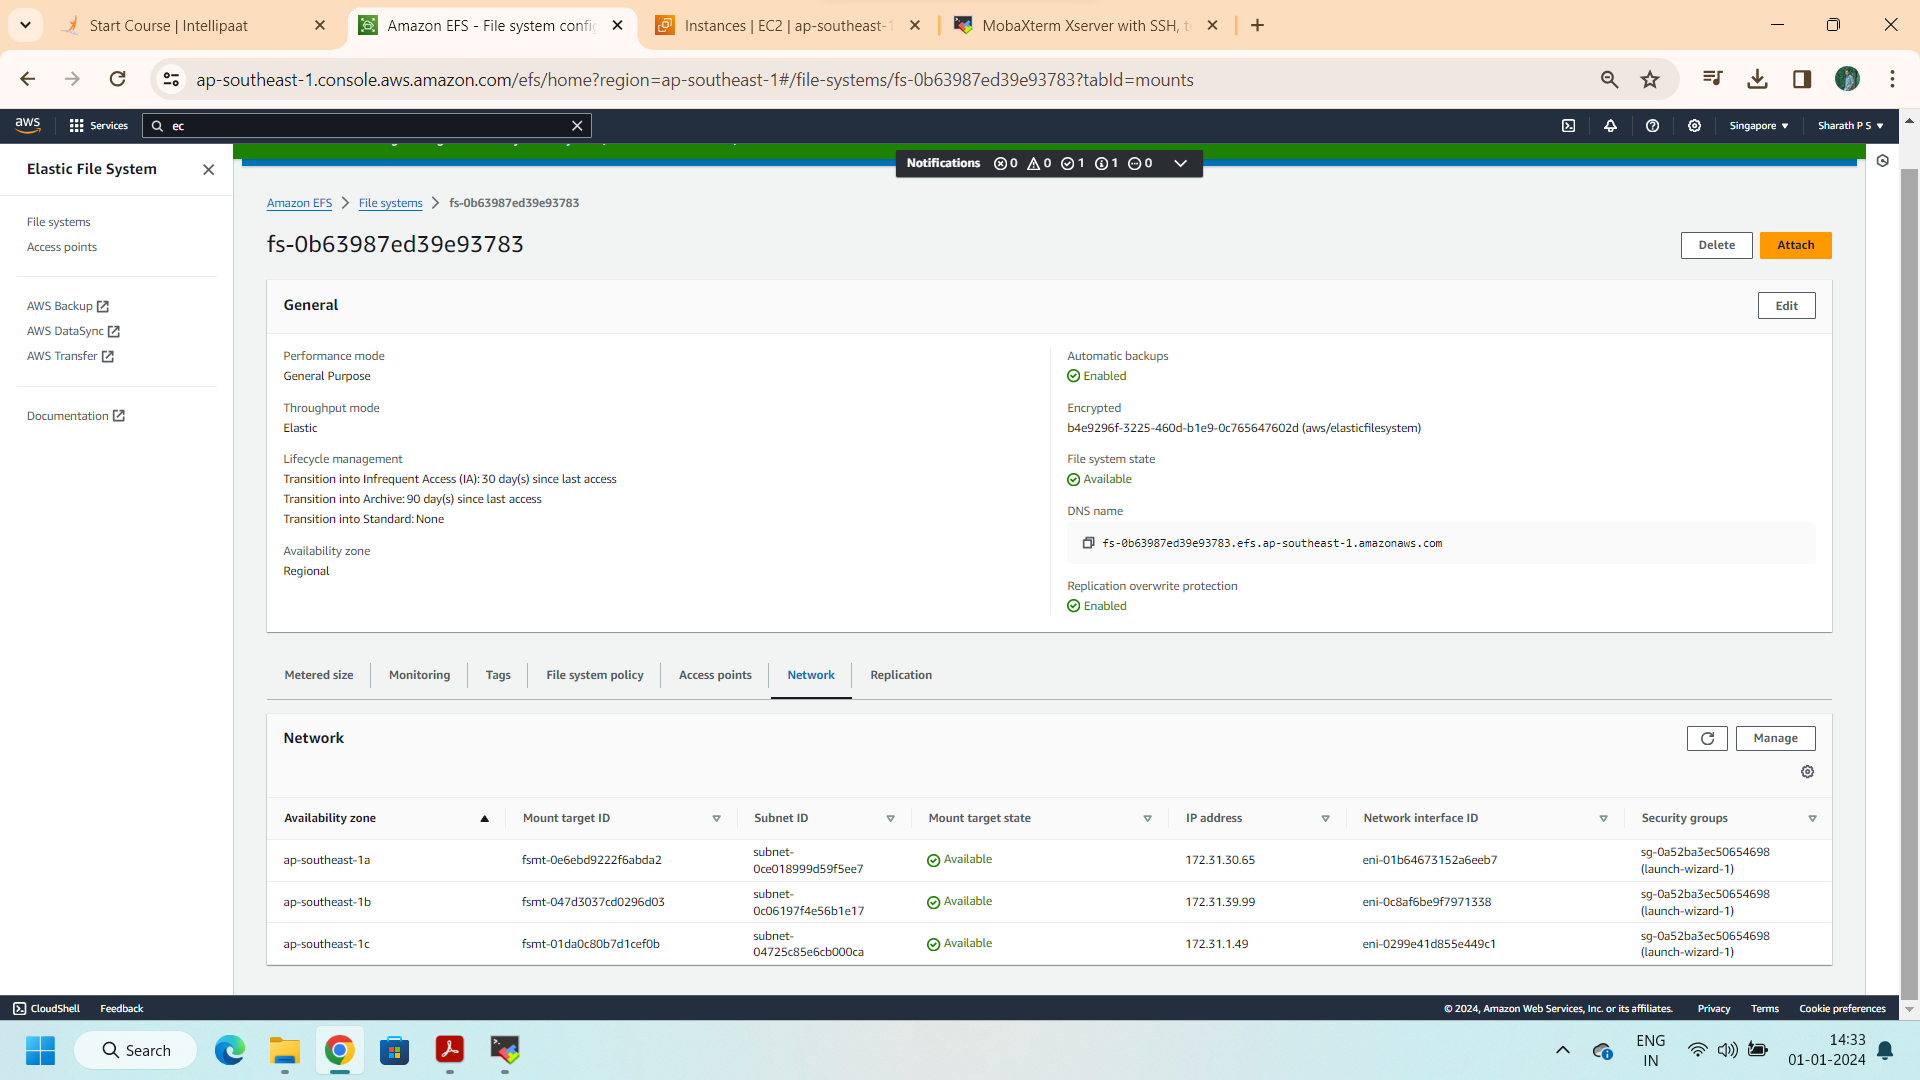 Start Course | Intellipaat
Amazon EFS - File system confi
Instances | EC2 | ap-southeast-1
MobaXterm Xserver with SSH, t
ap-southeast-1.console.aws.amazon.com/efs/home?region=ap-southeast-1#/file-systems/fs-0b63987ed39e93783?tabId=mounts
aws
Services
ec
Singapore
Sharath P S
Elastic File System
Notifications
0
0
1
1
0
File systems
Access points
AWS Backup
AWS DataSync
AWS Transfer
Documentation
Amazon EFS
File systems
fs-0b63987ed39e93783
fs-0b63987ed39e93783
Delete
Attach
General
Edit
Performance mode
General Purpose
Throughput mode
Elastic
Lifecycle management
Transition into Infrequent Access (IA): 30 day(s) since last access
Transition into Archive: 90 day(s) since last access
Transition into Standard: None
Availability zone
Regional
Automatic backups
Enabled
Encrypted
b4e9296f-3225-460d-b1e9-0c765647602d (aws/elasticfilesystem)
File system state
Available
DNS name
fs-0b63987ed39e93783.efs.ap-southeast-1.amazonaws.com
Replication overwrite protection
Enabled
Metered size
Monitoring
Tags
File system policy
Access points
Network
Replication
Network
Manage
Availability zone
Mount target ID
Subnet ID
Mount target state
IP address
Network interface ID
Security groups
ap-southeast-1a
fsmt-0e6ebd9222f6abda2
subnet-
0ce018999d59f5ee7
Available
172.31.30.65
eni-01b64673152a6eeb7
sg-0a52ba3ec50654698
(launch-wizard-1)
ap-southeast-1b
fsmt-047d3037cd0296d03
subnet-
0c06197f4e56b1e17
Available
172.31.39.99
eni-0c8af6be9f7971338
sg-0a52ba3ec50654698
(launch-wizard-1)
ap-southeast-1c
fsmt-01da0c80b7d1cef0b
subnet-
04725c85e6cb000ca
Available
172.31.1.49
eni-0299e41d855e449c1
sg-0a52ba3ec50654698
(launch-wizard-1)
CloudShell
Feedback
© 2024, Amazon Web Services, Inc. or its affiliates.
Privacy
Terms
Cookie preferences
Search
ENG
IN
14:33
01-01-2024